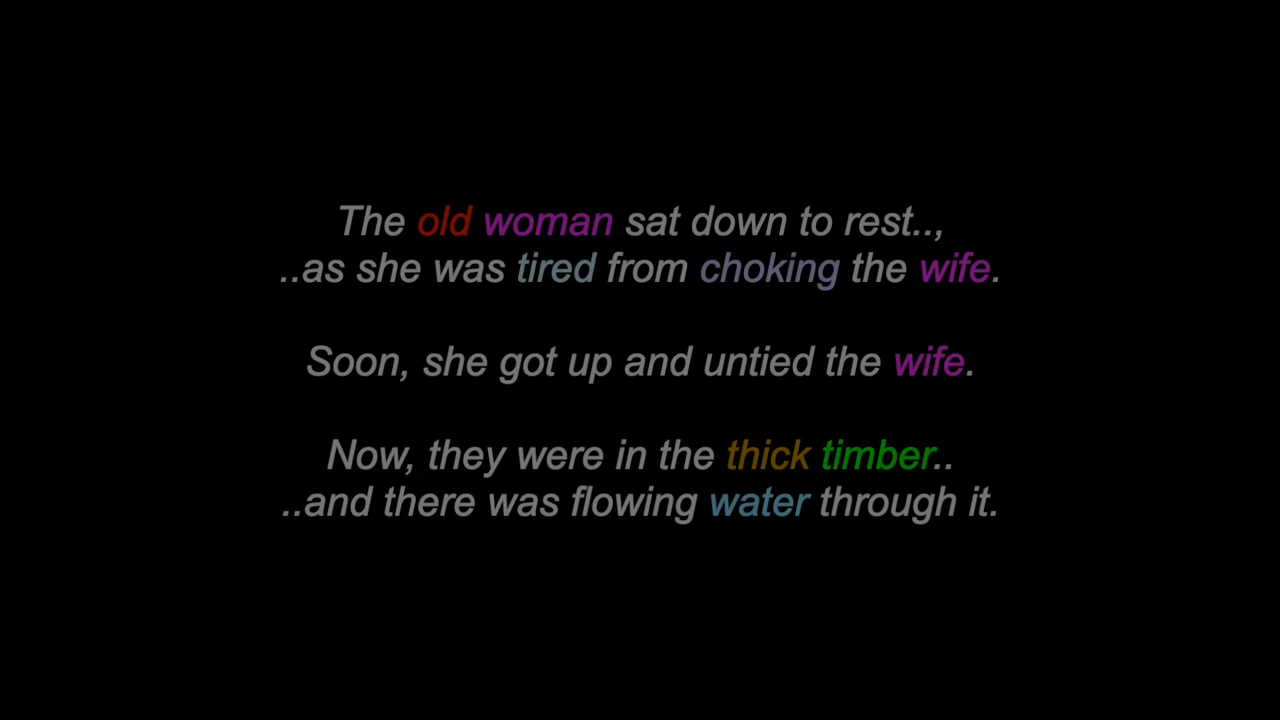 The old woman sat down to rest..,
..as she was tired from choking the wife.
Soon, she got up and untied the wife.
Now, they were in the thick timber..
..and there was flowing water through it.